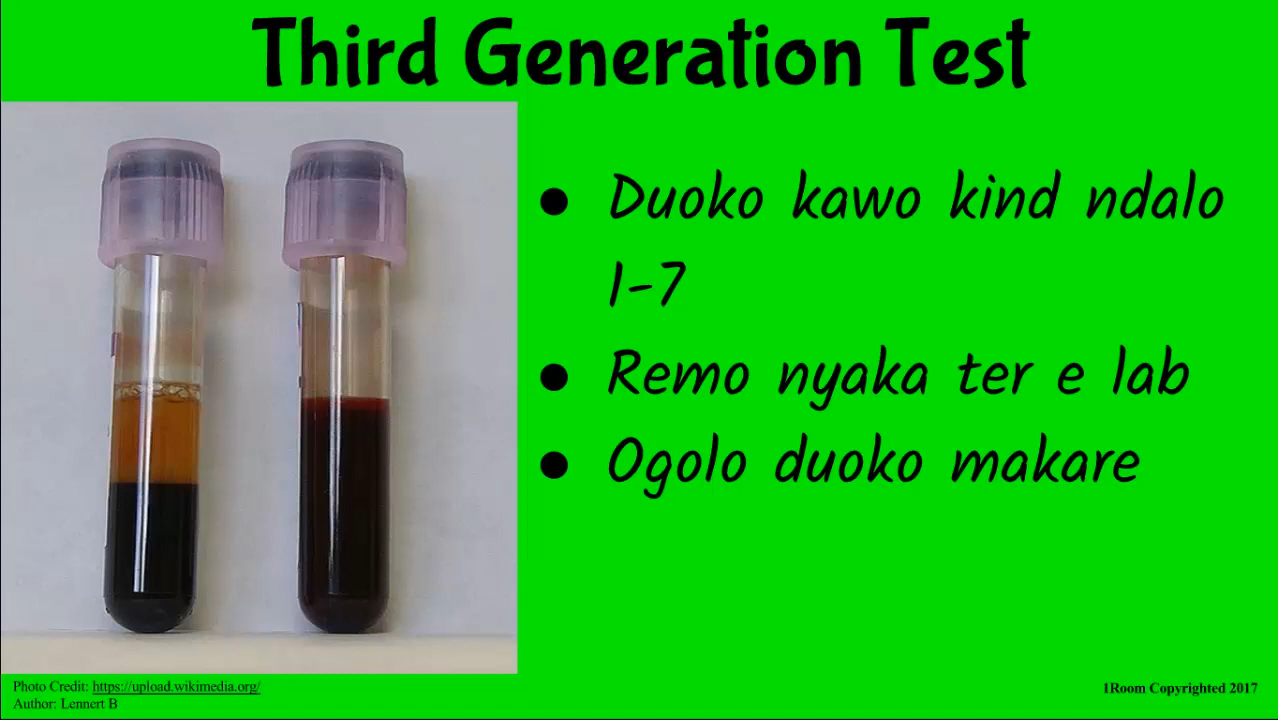 Third Generation Test
● Duoko kawo kind ndalo
1-7
● Remo nyaka ter e lab
● Ogolo duoko makare
Photo Credit: https://upload.wikimedia.org/
Author: Lennert B
1Room Copyrighted 2017